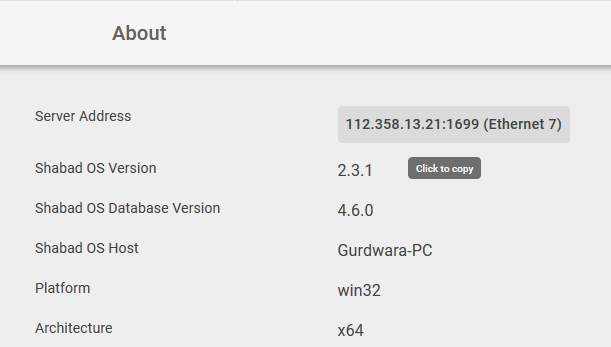 About
Server Address
112.358.13.21:1699 (Ethernet 7)
Shabad OS Version
2.3.1
Click to copy
Shabad OS Database Version
4.6.0
Shabad OS Host
Gurdwara-PC
Platform
win32
Architecture
x64